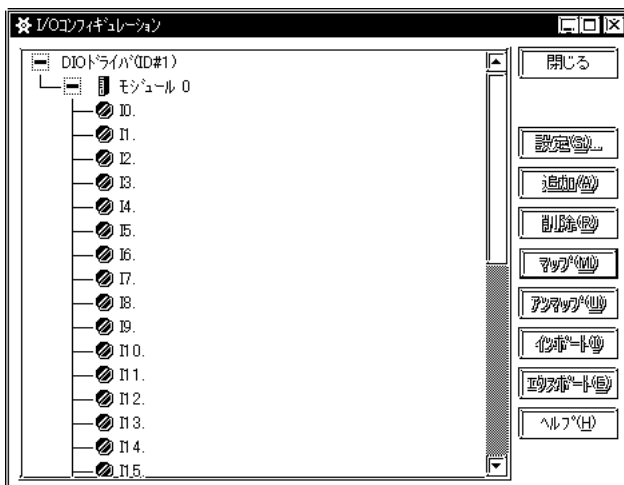 I/Oコンフィギュレーション
DIOドライバ(ID#1)
モジュール 0
I0.
I1.
I2.
I3.
I4.
I5.
I6.
I7.
I8.
I9.
I10.
I11.
I12.
I13.
I14.
I15.
閉じる
設定(S)...
追加(A)
削除(R)
マップ(M)
アンマップ(U)
インポート(I)
エクスポート(E)
ヘルプ(H)